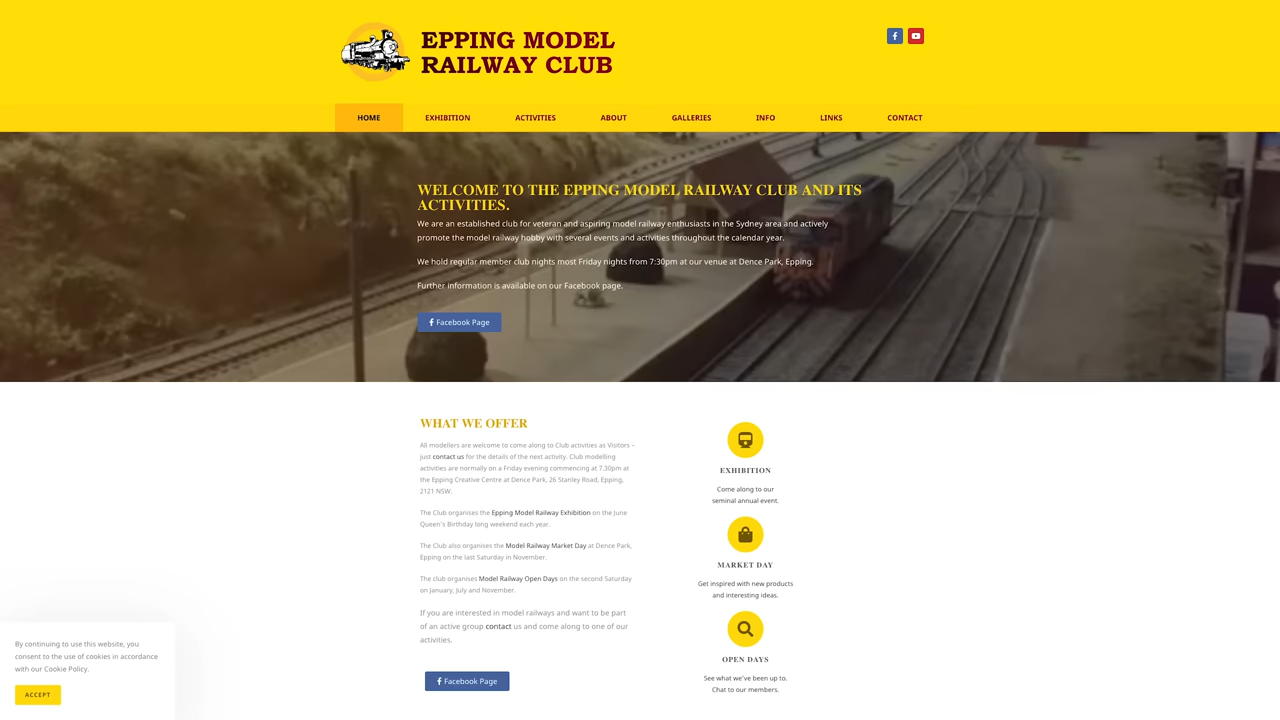 EPPING MODEL
RAILWAY CLUB
HOME
EXHIBITION
ACTIVITIES
ABOUT
GALLERIES
INFO
LINKS
CONTACT
WELCOME TO THE EPPING MODEL RAILWAY CLUB AND ITS
ACTIVITIES.
We are an established club for veteran and aspiring model railway enthusiasts in the Sydney area and actively
promote the model railway hobby with several events and activities throughout the calendar year.
We hold regular member club nights most Friday nights from 7:30pm at our venue at Dence Park, Epping.
Further information is available on our Facebook page.
Facebook Page
WHAT WE OFFER
All modellers are welcome to come along to Club activities as Visitors –
just contact us for the details of the next activity. Club modelling
activities are normally on a Friday evening commencing at 7.30pm at
the Epping Creative Centre at Dence Park, 26 Stanley Road, Epping,
2121 NSW.
The Club organises the Epping Model Railway Exhibition on the June
Queen's Birthday long weekend each year.
The Club also organises the Model Railway Market Day at Dence Park,
Epping on the last Saturday in November.
The club organises Model Railway Open Days on the second Saturday
on January, July and November.
If you are interested in model railways and want to be part
of an active group contact us and come along to one of our
activities.
Facebook Page
EXHIBITION
Come along to our
seminal annual event.
MARKET DAY
Get inspired with new products
and interesting ideas.
OPEN DAYS
See what we've been up to.
Chat to our members.
By continuing to use this website, you
consent to the use of cookies in accordance
with our Cookie Policy.
ACCEPT